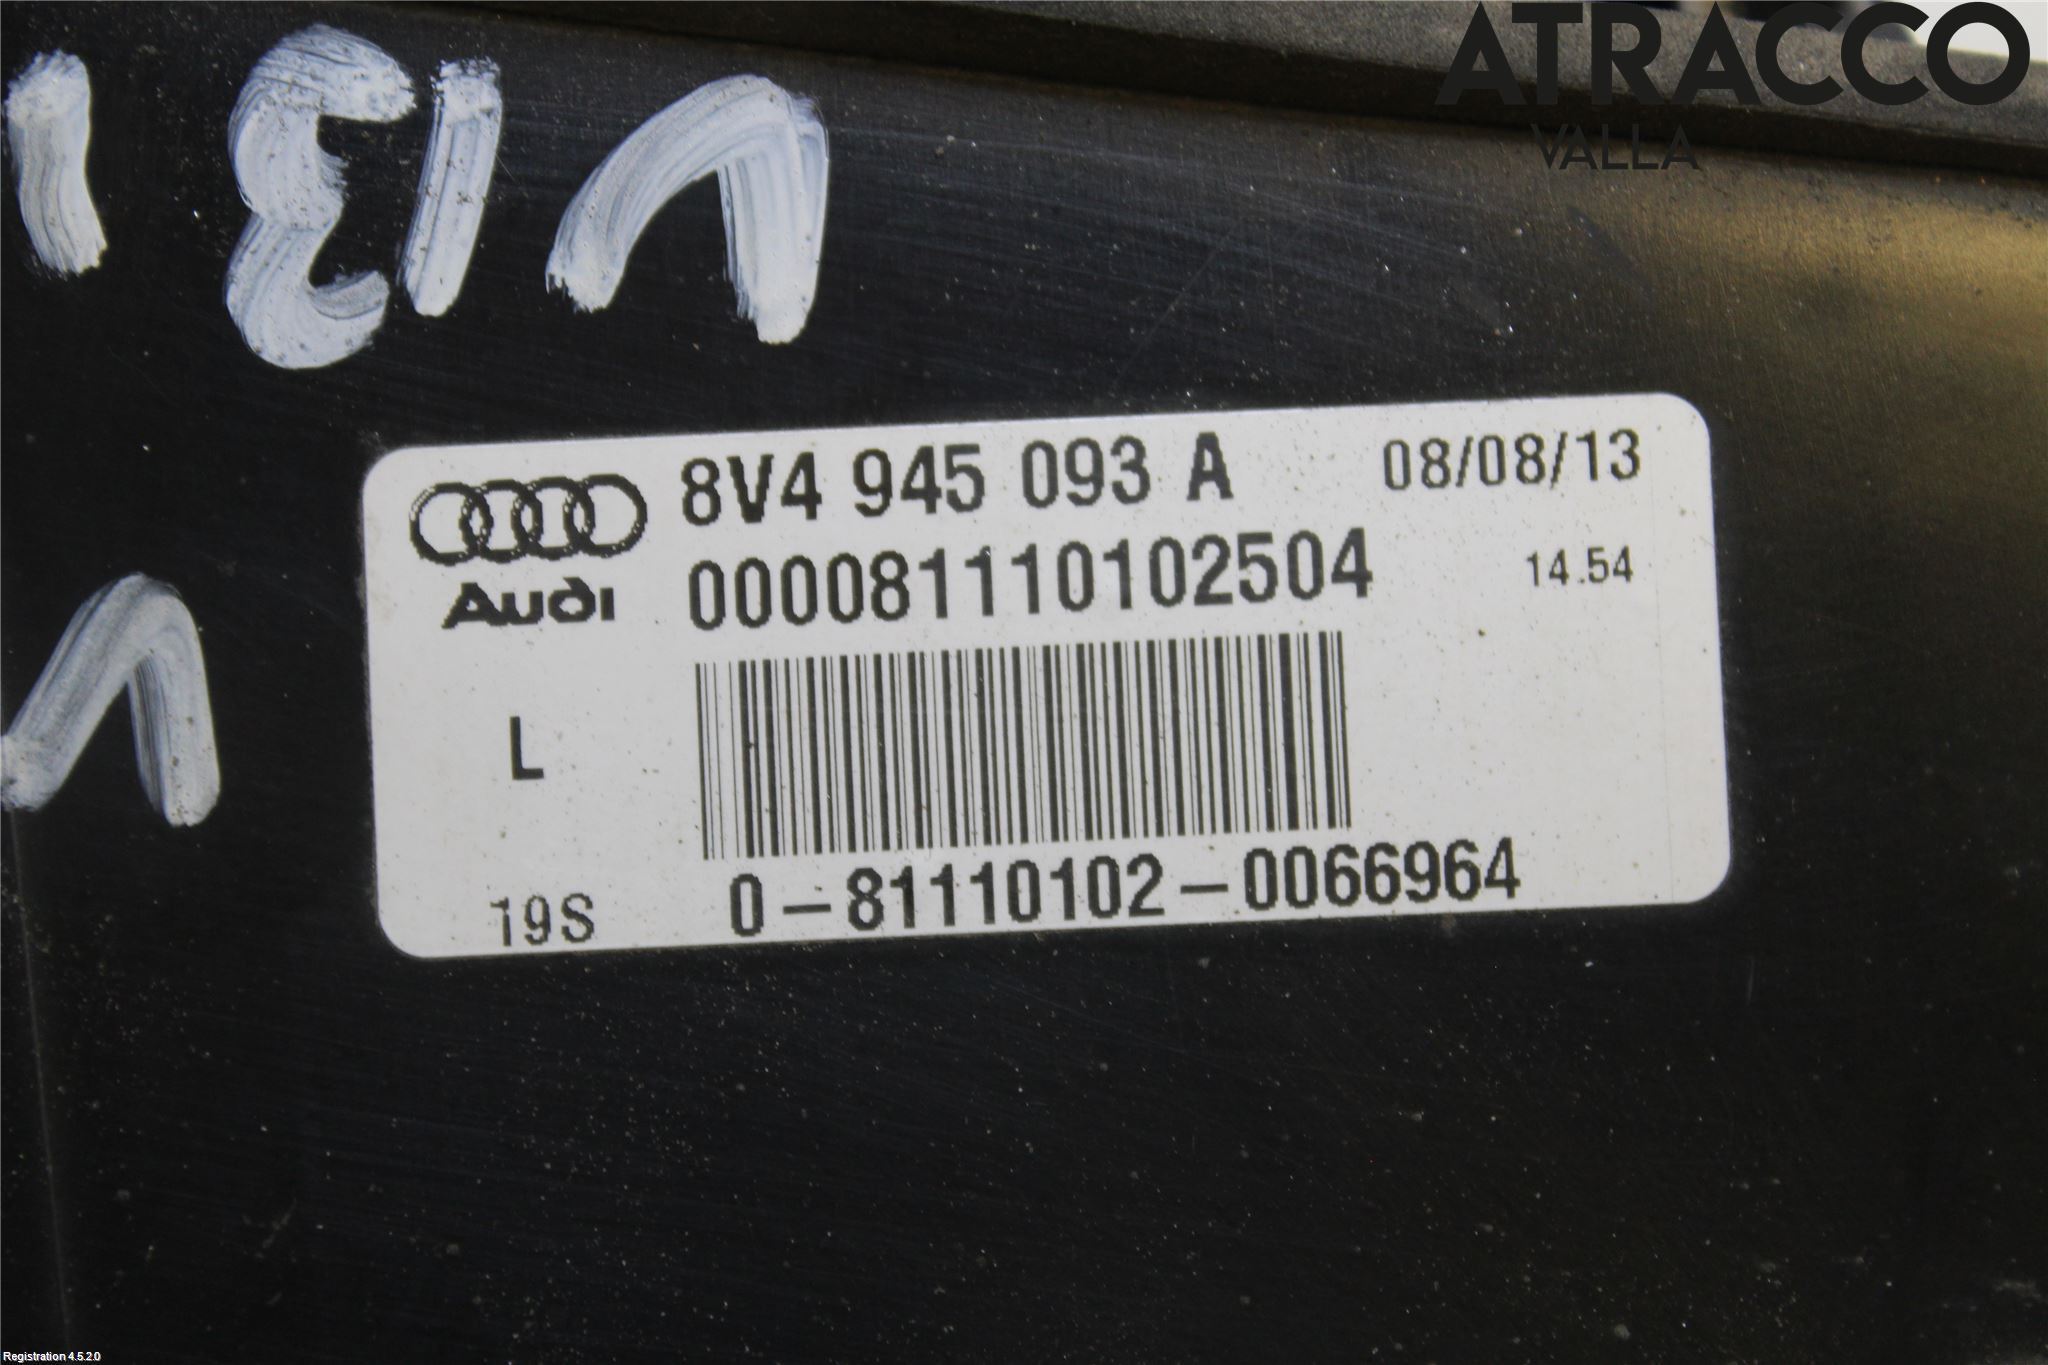 ATRACCO
VALLA
8V4 945 093 A 08/08/13
Audi 000081110102504 14.54
L
19S 0-81110102-0066964
Registration 4.5.2.0